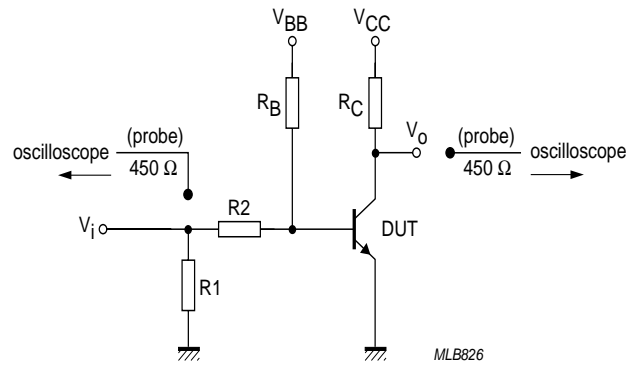 VBB
VCC
RB
RC
Vo
(probe)
oscilloscope
450 Ω
(probe)
oscilloscope
450 Ω
R2
Vi
DUT
R1
MLB826